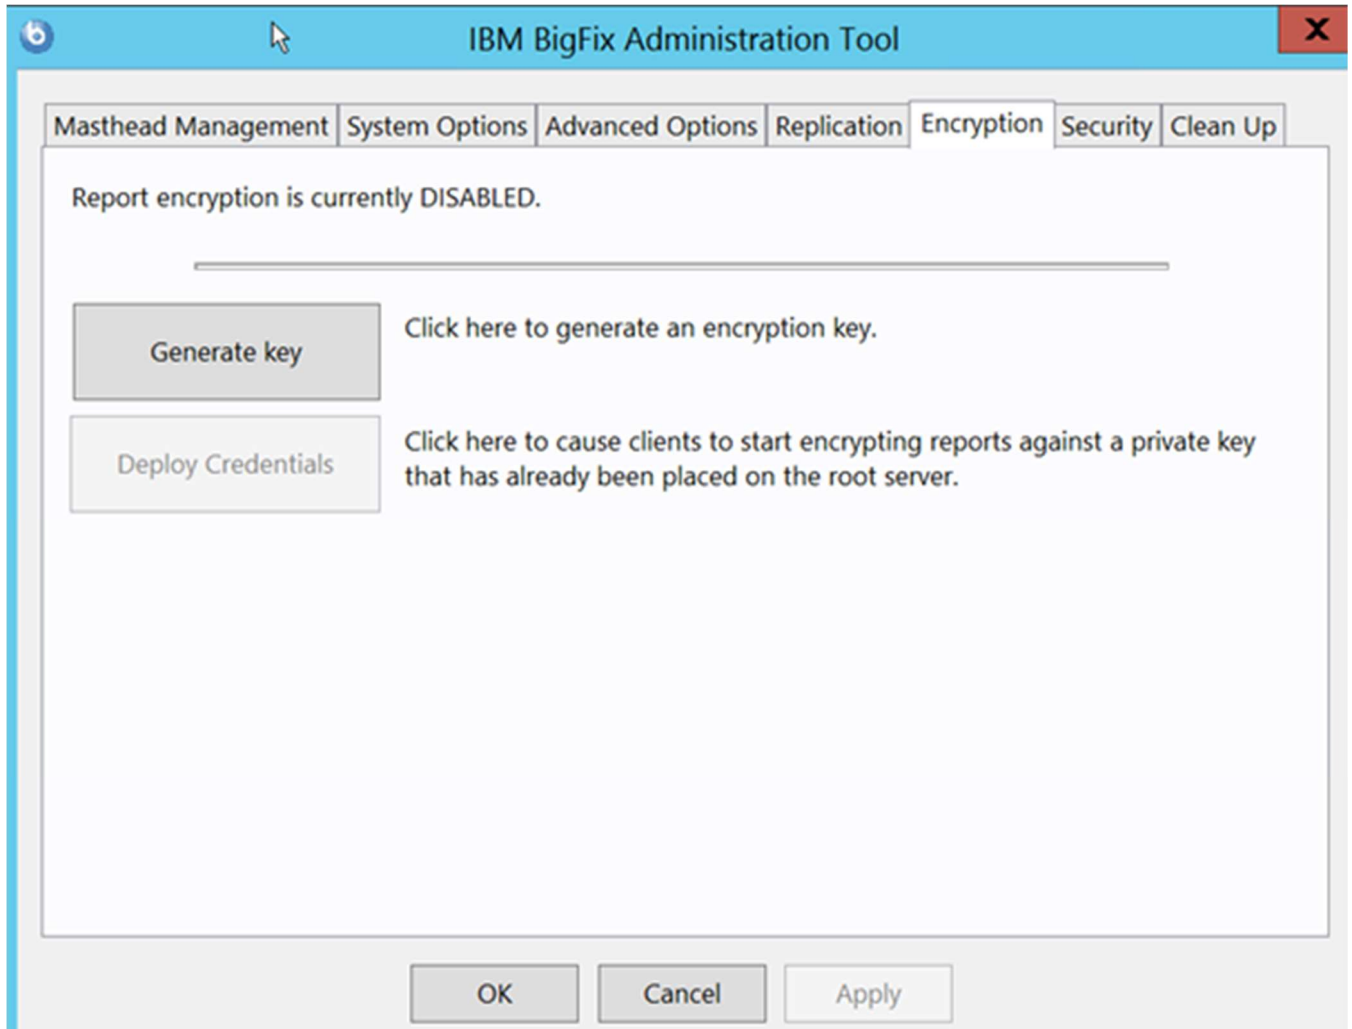 IBM BigFix Administration Tool
X
Masthead Management System Options Advanced Options Replication Encryption Security Clean Up
Report encryption is currently DISABLED.
Generate key
Click here to generate an encryption key.
Deploy Credentials
Click here to cause clients to start encrypting reports against a private key
that has already been placed on the root server.
OK Cancel Apply